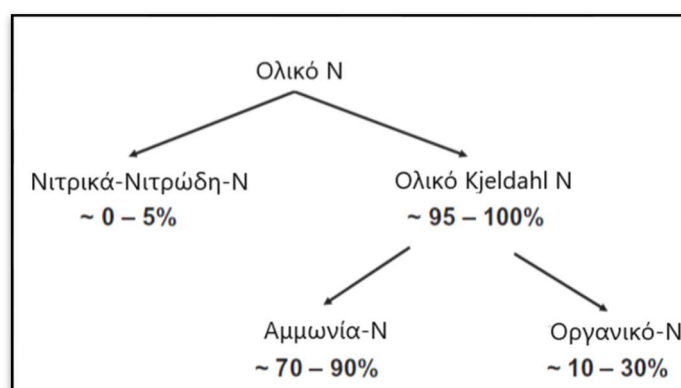 Ολικό Ν
Νιτρικά-Νιτρώδη-Ν
~ 0 – 5%
Ολικό Kjeldahl N
~ 95 – 100%
Αμμωνία-Ν
~ 70 – 90%
Οργανικό-Ν
~ 10 – 30%